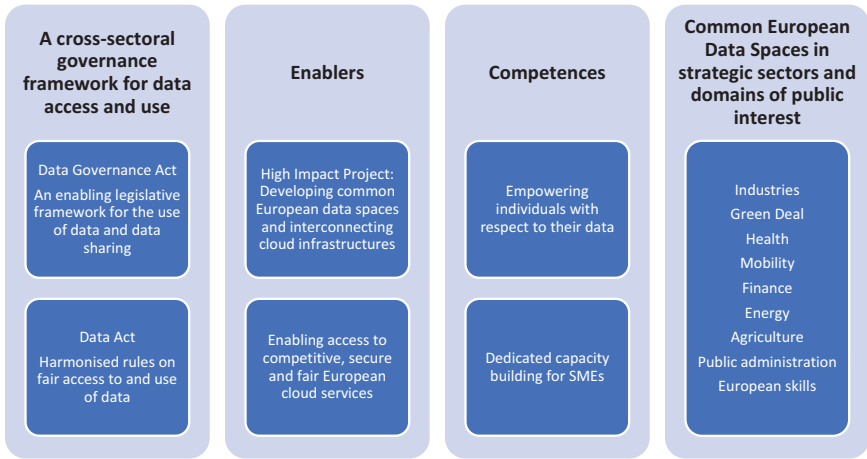 A cross-sectoral
governance
framework for data
access and use
Data Governance Act
An enabling legislative
framework for the use
of data and data
sharing
Data Act
Harmonised rules on
fair access to and use
of data
Enablers
High Impact Project:
Developing common
European data spaces
and interconnecting
cloud infrastructures
Enabling access to
competitive, secure
and fair European
cloud services
Competences
Empowering
individuals with
respect to their data
Dedicated capacity
building for SMEs
Common European
Data Spaces in
strategic sectors and
domains of public
interest
Industries
Green Deal
Health
Mobility
Finance
Energy
Agriculture
Public administration
European skills